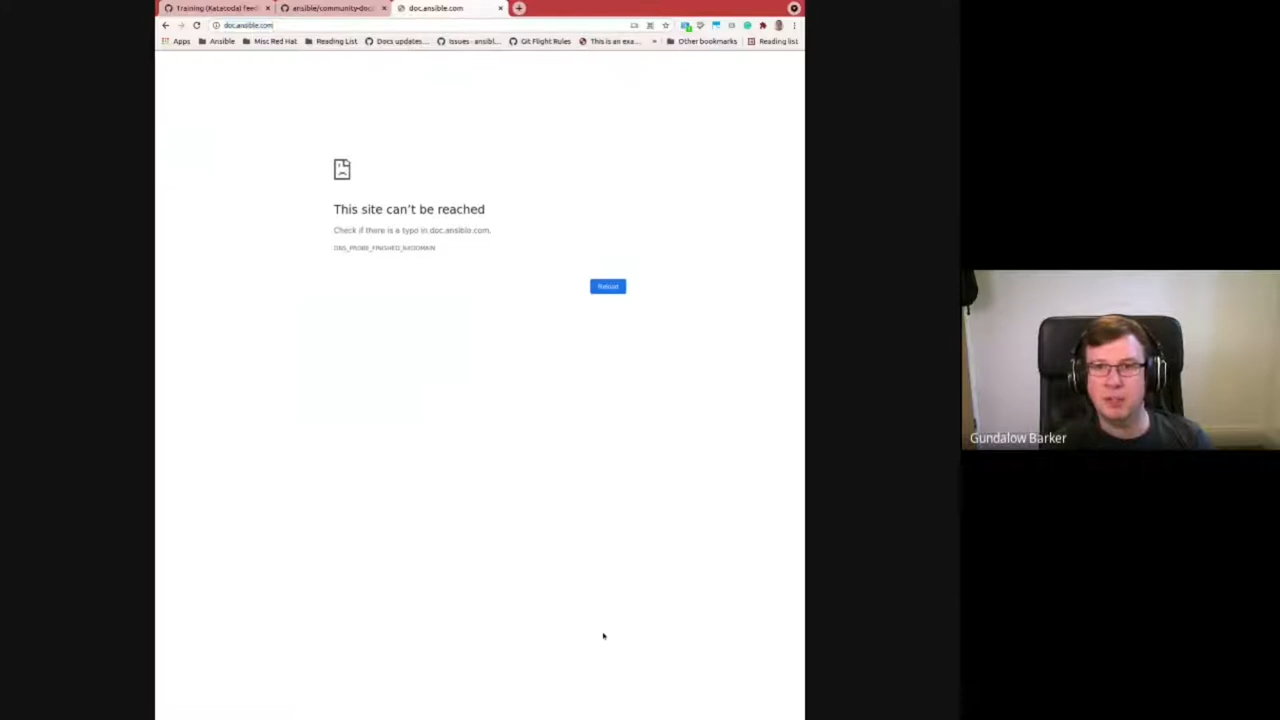 Training (Katacoda) feed
ansible/community-docs
doc.ansible.com
doc.ansible.com
Apps
Ansible
Misc Red Hat
Reading List
Docs updates...
Issues · ansibl...
Git Flight Rules
This is an exa...
»
Other bookmarks
Reading list
This site can't be reached
Check if there is a typo in doc.ansible.com.
DNS_PROBE_FINISHED_NXDOMAIN
Reload
Gundalow Barker